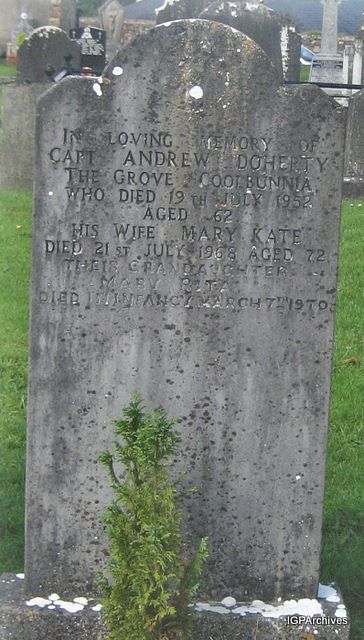 IN LOVING MEMORY OF
CAPT ANDREW DOHERTY
THE GROVE COOLBUNNIA
WHO DIED 19TH JULY 1952
AGED 62
HIS WIFE MARY KATE
DIED 21ST JULY 1968 AGED 72
THEIR GRANDAUGHTER
MARY RITA
DIED IN INFANCY MARCH 7TH 1970
IGPArchives